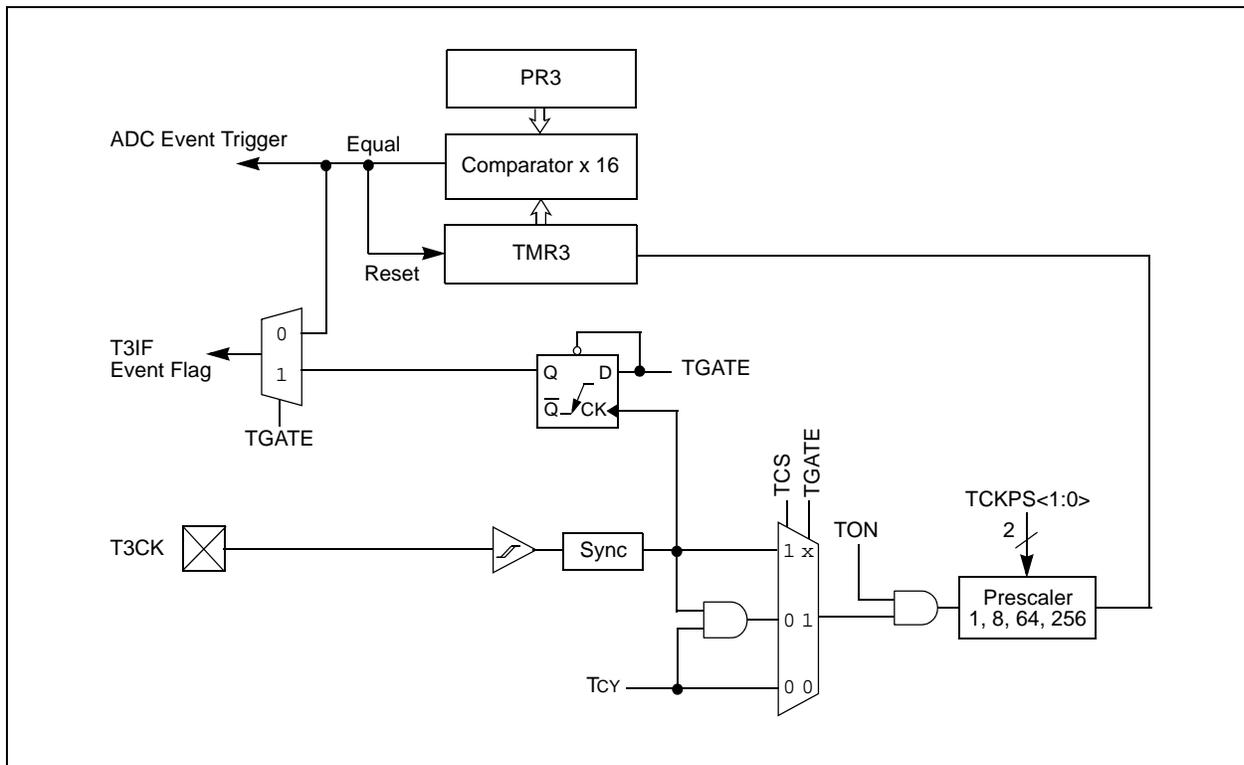 PR3
ADC Event Trigger
Equal
Comparator x 16
TMR3
Reset
0
T3IF
Event Flag
1
Q D
TGATE
Q CK
TGATE
TCS
TGATE
TCKPS<1:0>
2
TON
T3CK
Sync
1 x
Prescaler
1, 8, 64, 256
0 1
TCY
0 0